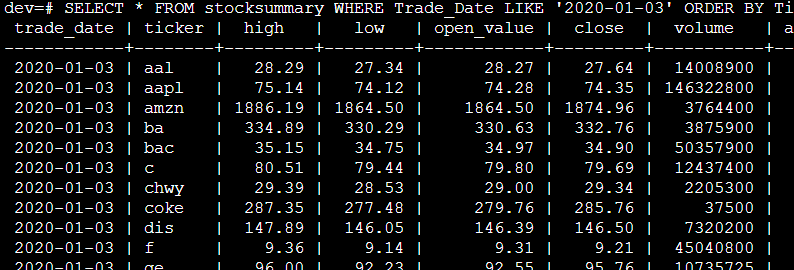 dev=# SELECT * FROM stocksummary WHERE Trade_Date LIKE '2020-01-03' ORDER BY Ti
trade_date | ticker | high | low | open_value | close | volume | a
-----------+--------+---------+---------+------------+---------+-----------+--
2020-01-03 | aal | 28.29 | 27.34 | 28.27 | 27.64 | 14008900 |
2020-01-03 | aapl | 75.14 | 74.12 | 74.28 | 74.35 | 146322800 |
2020-01-03 | amzn | 1886.19 | 1864.50 | 1864.50 | 1874.96 | 3764400 |
2020-01-03 | ba | 334.89 | 330.29 | 330.63 | 332.76 | 3875900 |
2020-01-03 | bac | 35.15 | 34.75 | 34.97 | 34.90 | 50357900 |
2020-01-03 | c | 80.51 | 79.44 | 79.80 | 79.69 | 12437400 |
2020-01-03 | chwy | 29.39 | 28.53 | 29.00 | 29.34 | 2205300 |
2020-01-03 | coke | 287.35 | 277.48 | 279.76 | 285.76 | 37500 |
2020-01-03 | dis | 147.89 | 146.05 | 146.39 | 146.50 | 7320200 |
2020-01-03 | f | 9.36 | 9.14 | 9.31 | 9.21 | 45040800 |
2020-01-03 | ge | 96.00 | 92.23 | 92.55 | 95.76 | 10735725 |